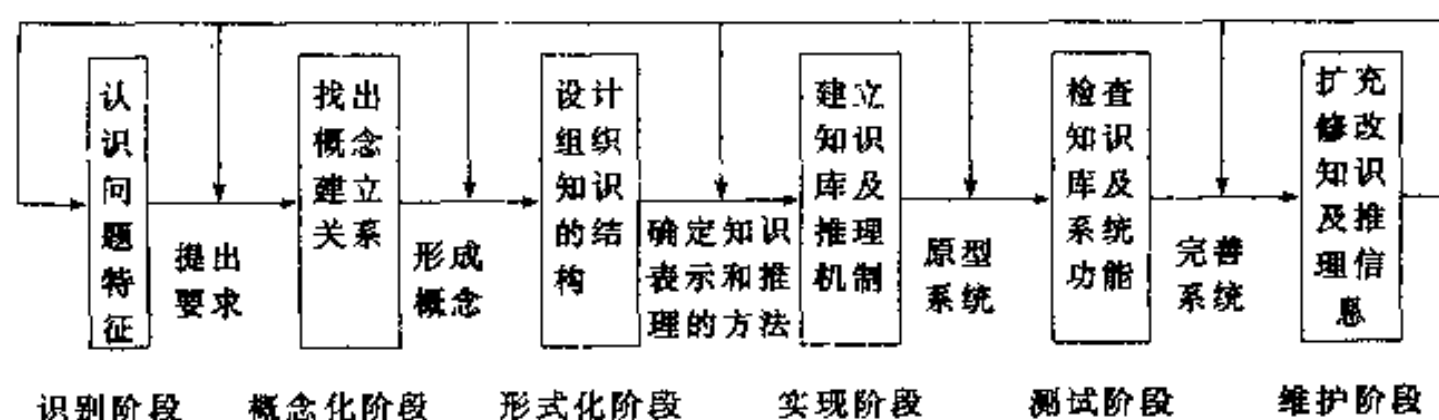 认
识
问
题
特
征
提出
要求
找出
概念
建立
关系
形成
概念
设计
组织
知识
的结
构
确定知识
表示和推
理的方法
建立
知识
库及
推理
机制
原型
系统
检查
知识
库及
系统
功能
完善
系统
扩充
修改
知识
及推
理信
息
识别阶段
概念化阶段
形式化阶段
实现阶段
测试阶段
维护阶段